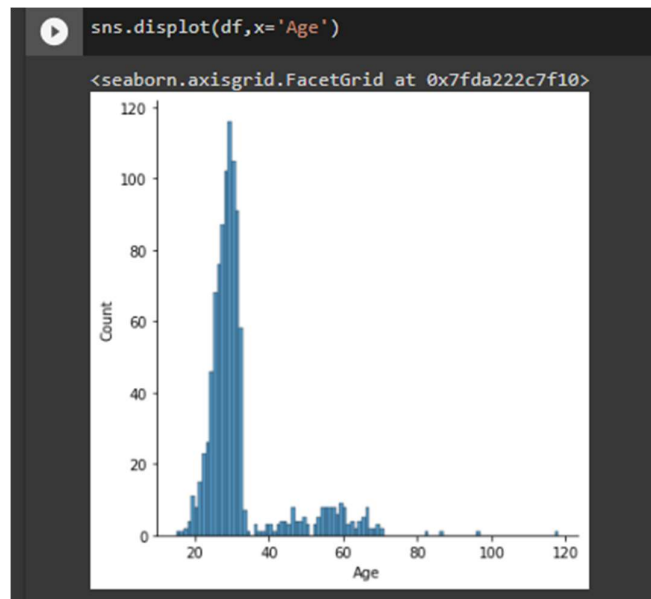 sns.displot(df,x='Age')
<seaborn.axisgrid.FacetGrid at 0x7fda222c7f10>
120
100
80
60
40
20
0
Count
20 40 60 80 100 120
Age